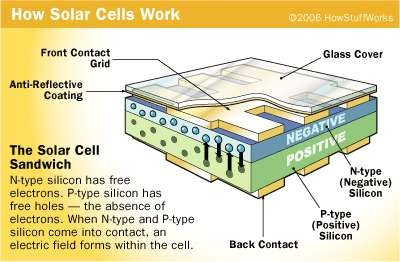 How Solar Cells Work
©2006 HowStuffWorks
Front Contact
Grid
Glass Cover
Anti-Reflective
Coating
NEGATIVE
POSITIVE
The Solar Cell
Sandwich
N-type silicon has free
electrons. P-type silicon has
free holes — the absence of
electrons. When N-type and P-type
silicon come into contact, an
electric field forms within the cell.
N-type
(Negative)
Silicon
P-type
(Positive)
Silicon
Back Contact